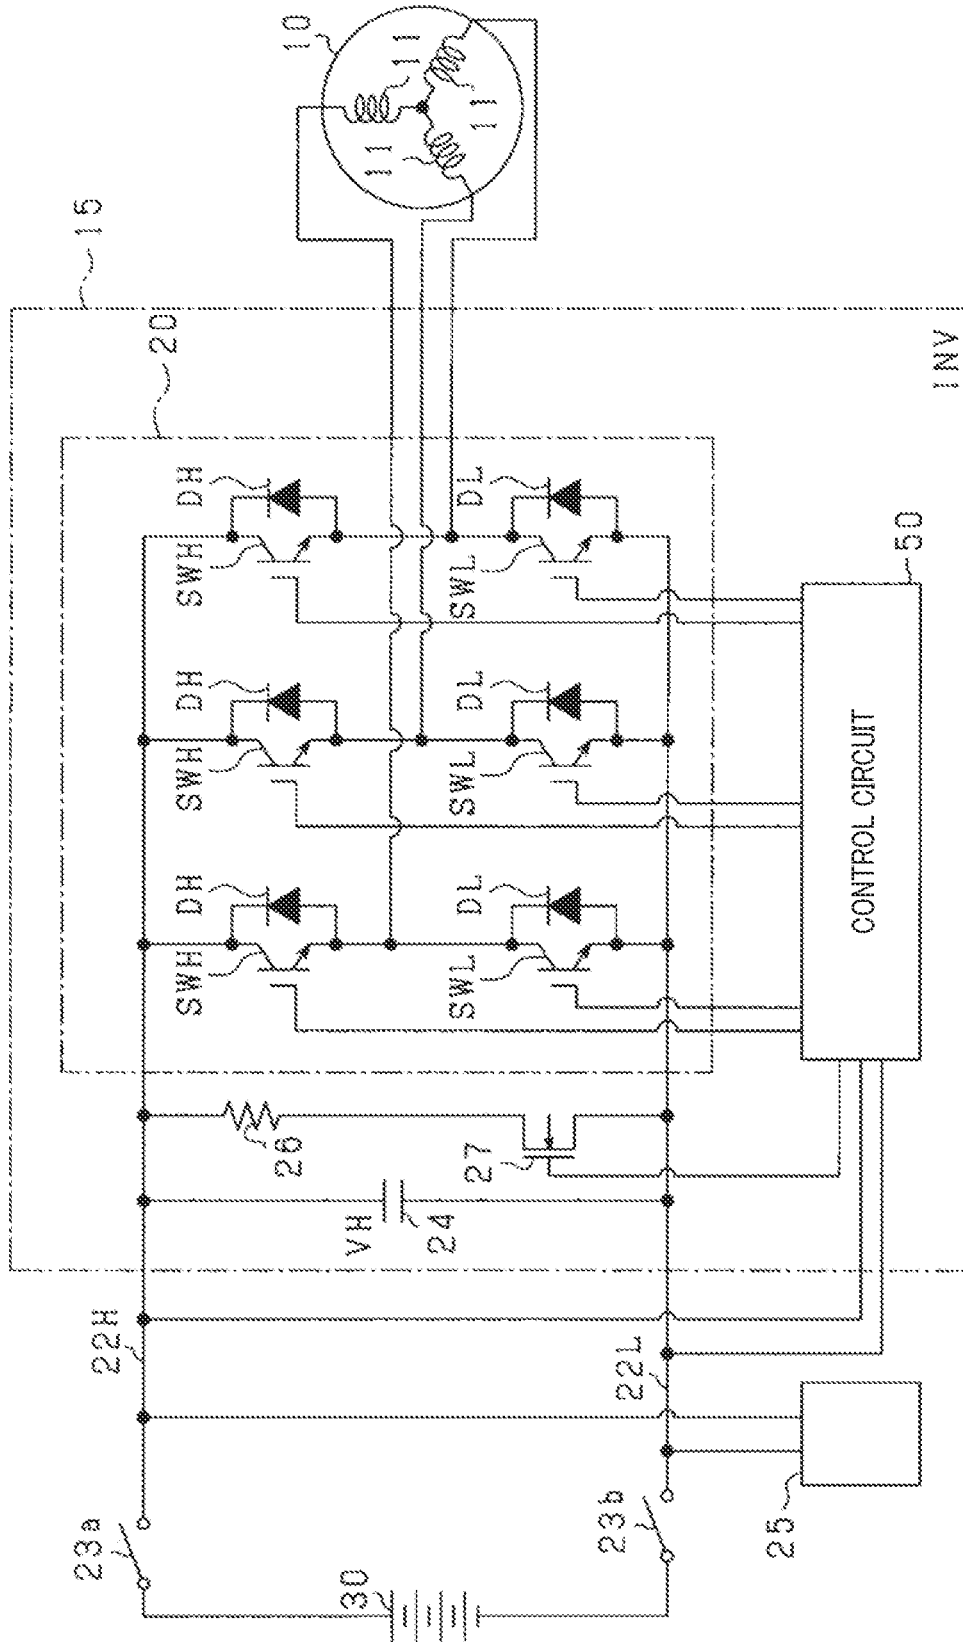 10
11
11
11
15
20
INV
DH
SWH
DL
SWL
DH
SWH
DL
SWL
DH
SWH
DL
SWL
50
CONTROL CIRCUIT
26
27
VH
24
22H
22L
23a
23b
25
30